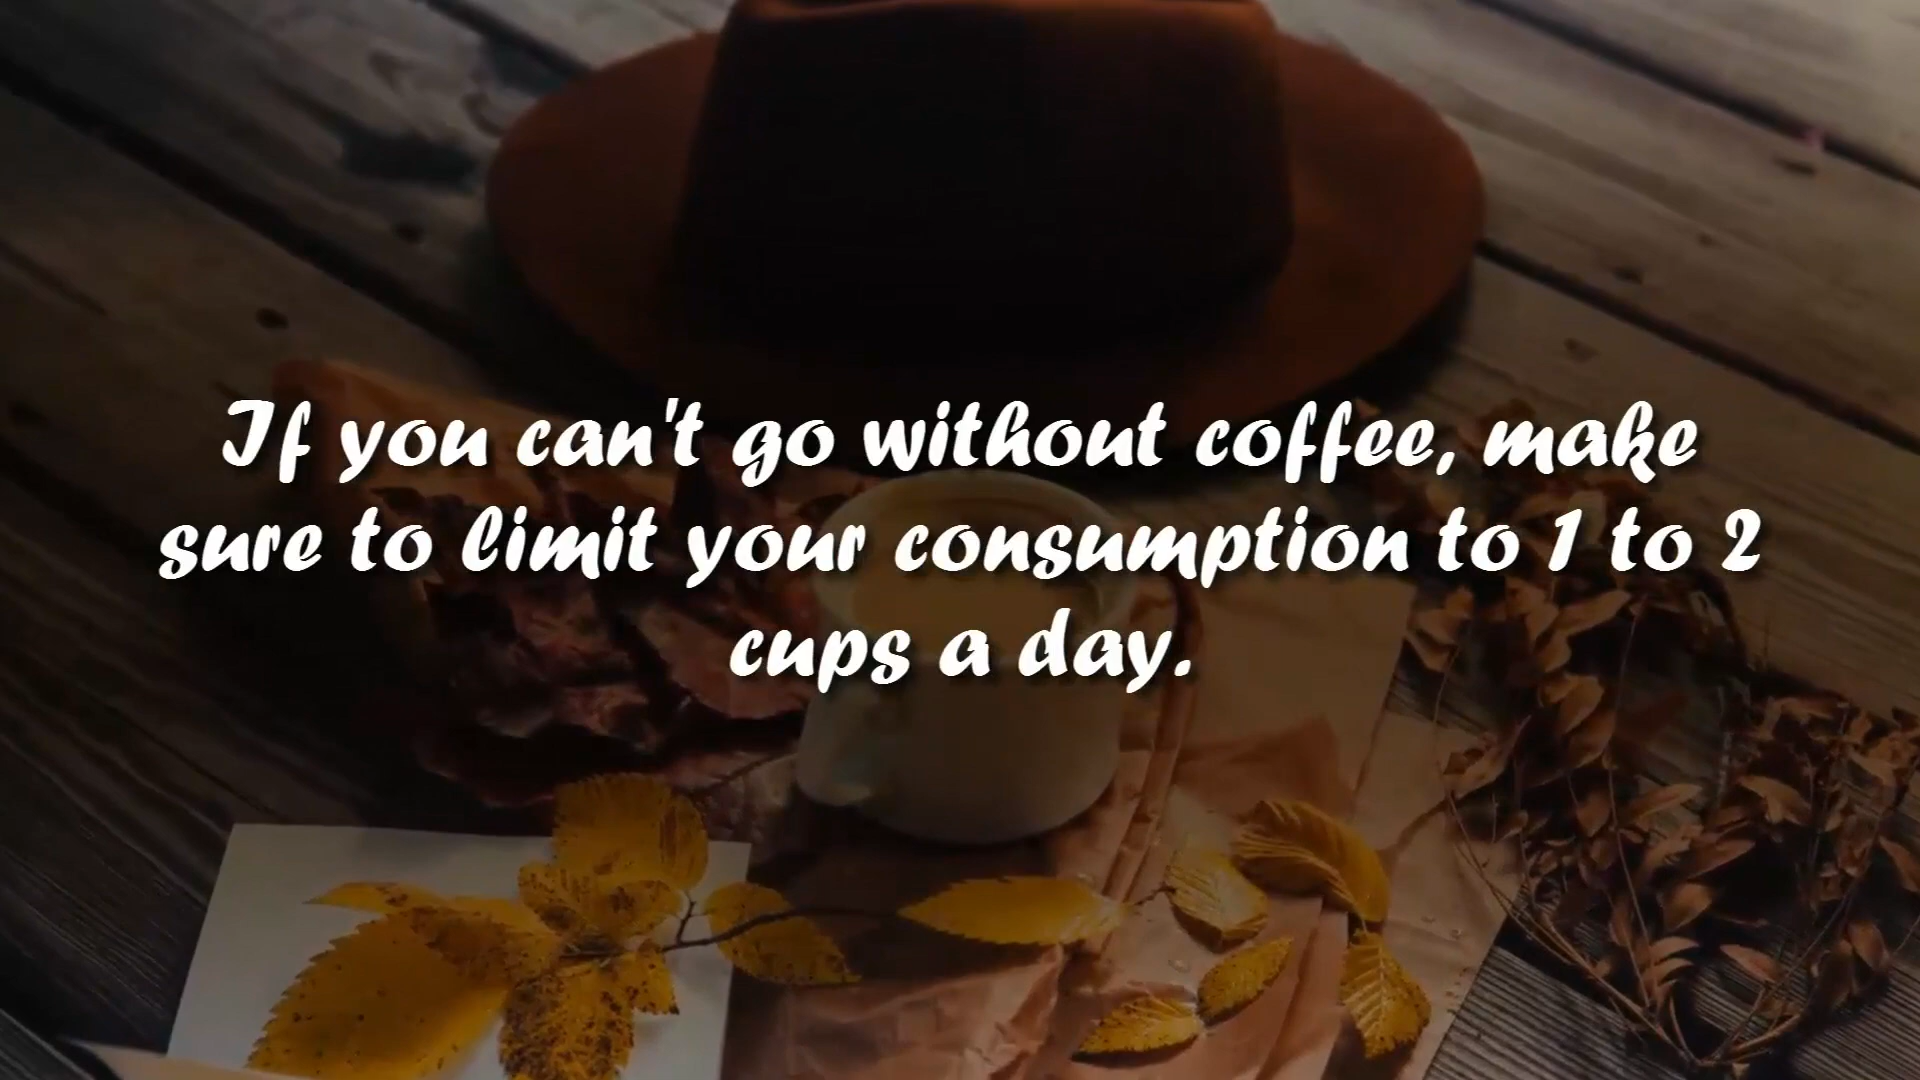 If you can't go without coffee, make
sure to limit your consumption to 1 to 2
cups a day.